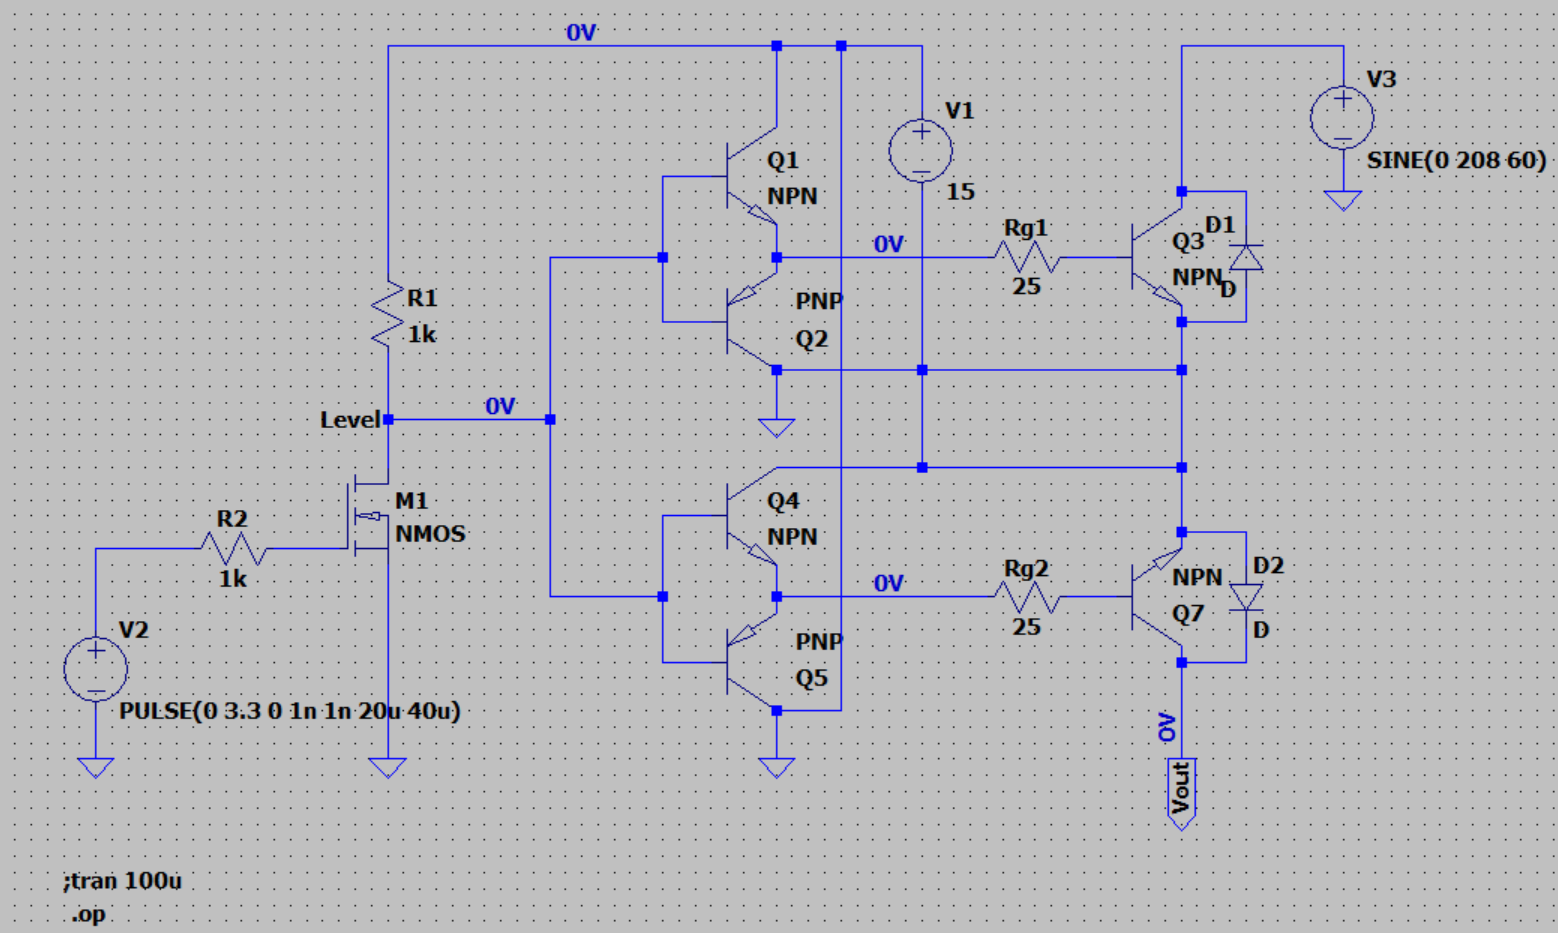 0V
V3
SINE(0 208 60)
V1
15
Q1
NPN
0V
Rg1
25
D1
Q3
NPN
D
R1
1k
PNP
Q2
0V
Level
M1
NMOS
Q4
NPN
R2
1k
0V
Rg2
25
NPN
Q7
D2
D
V2
PULSE(0 3.3 0 1n 1n 20u 40u)
PNP
Q5
0V
Vout
;tran 100u
.op